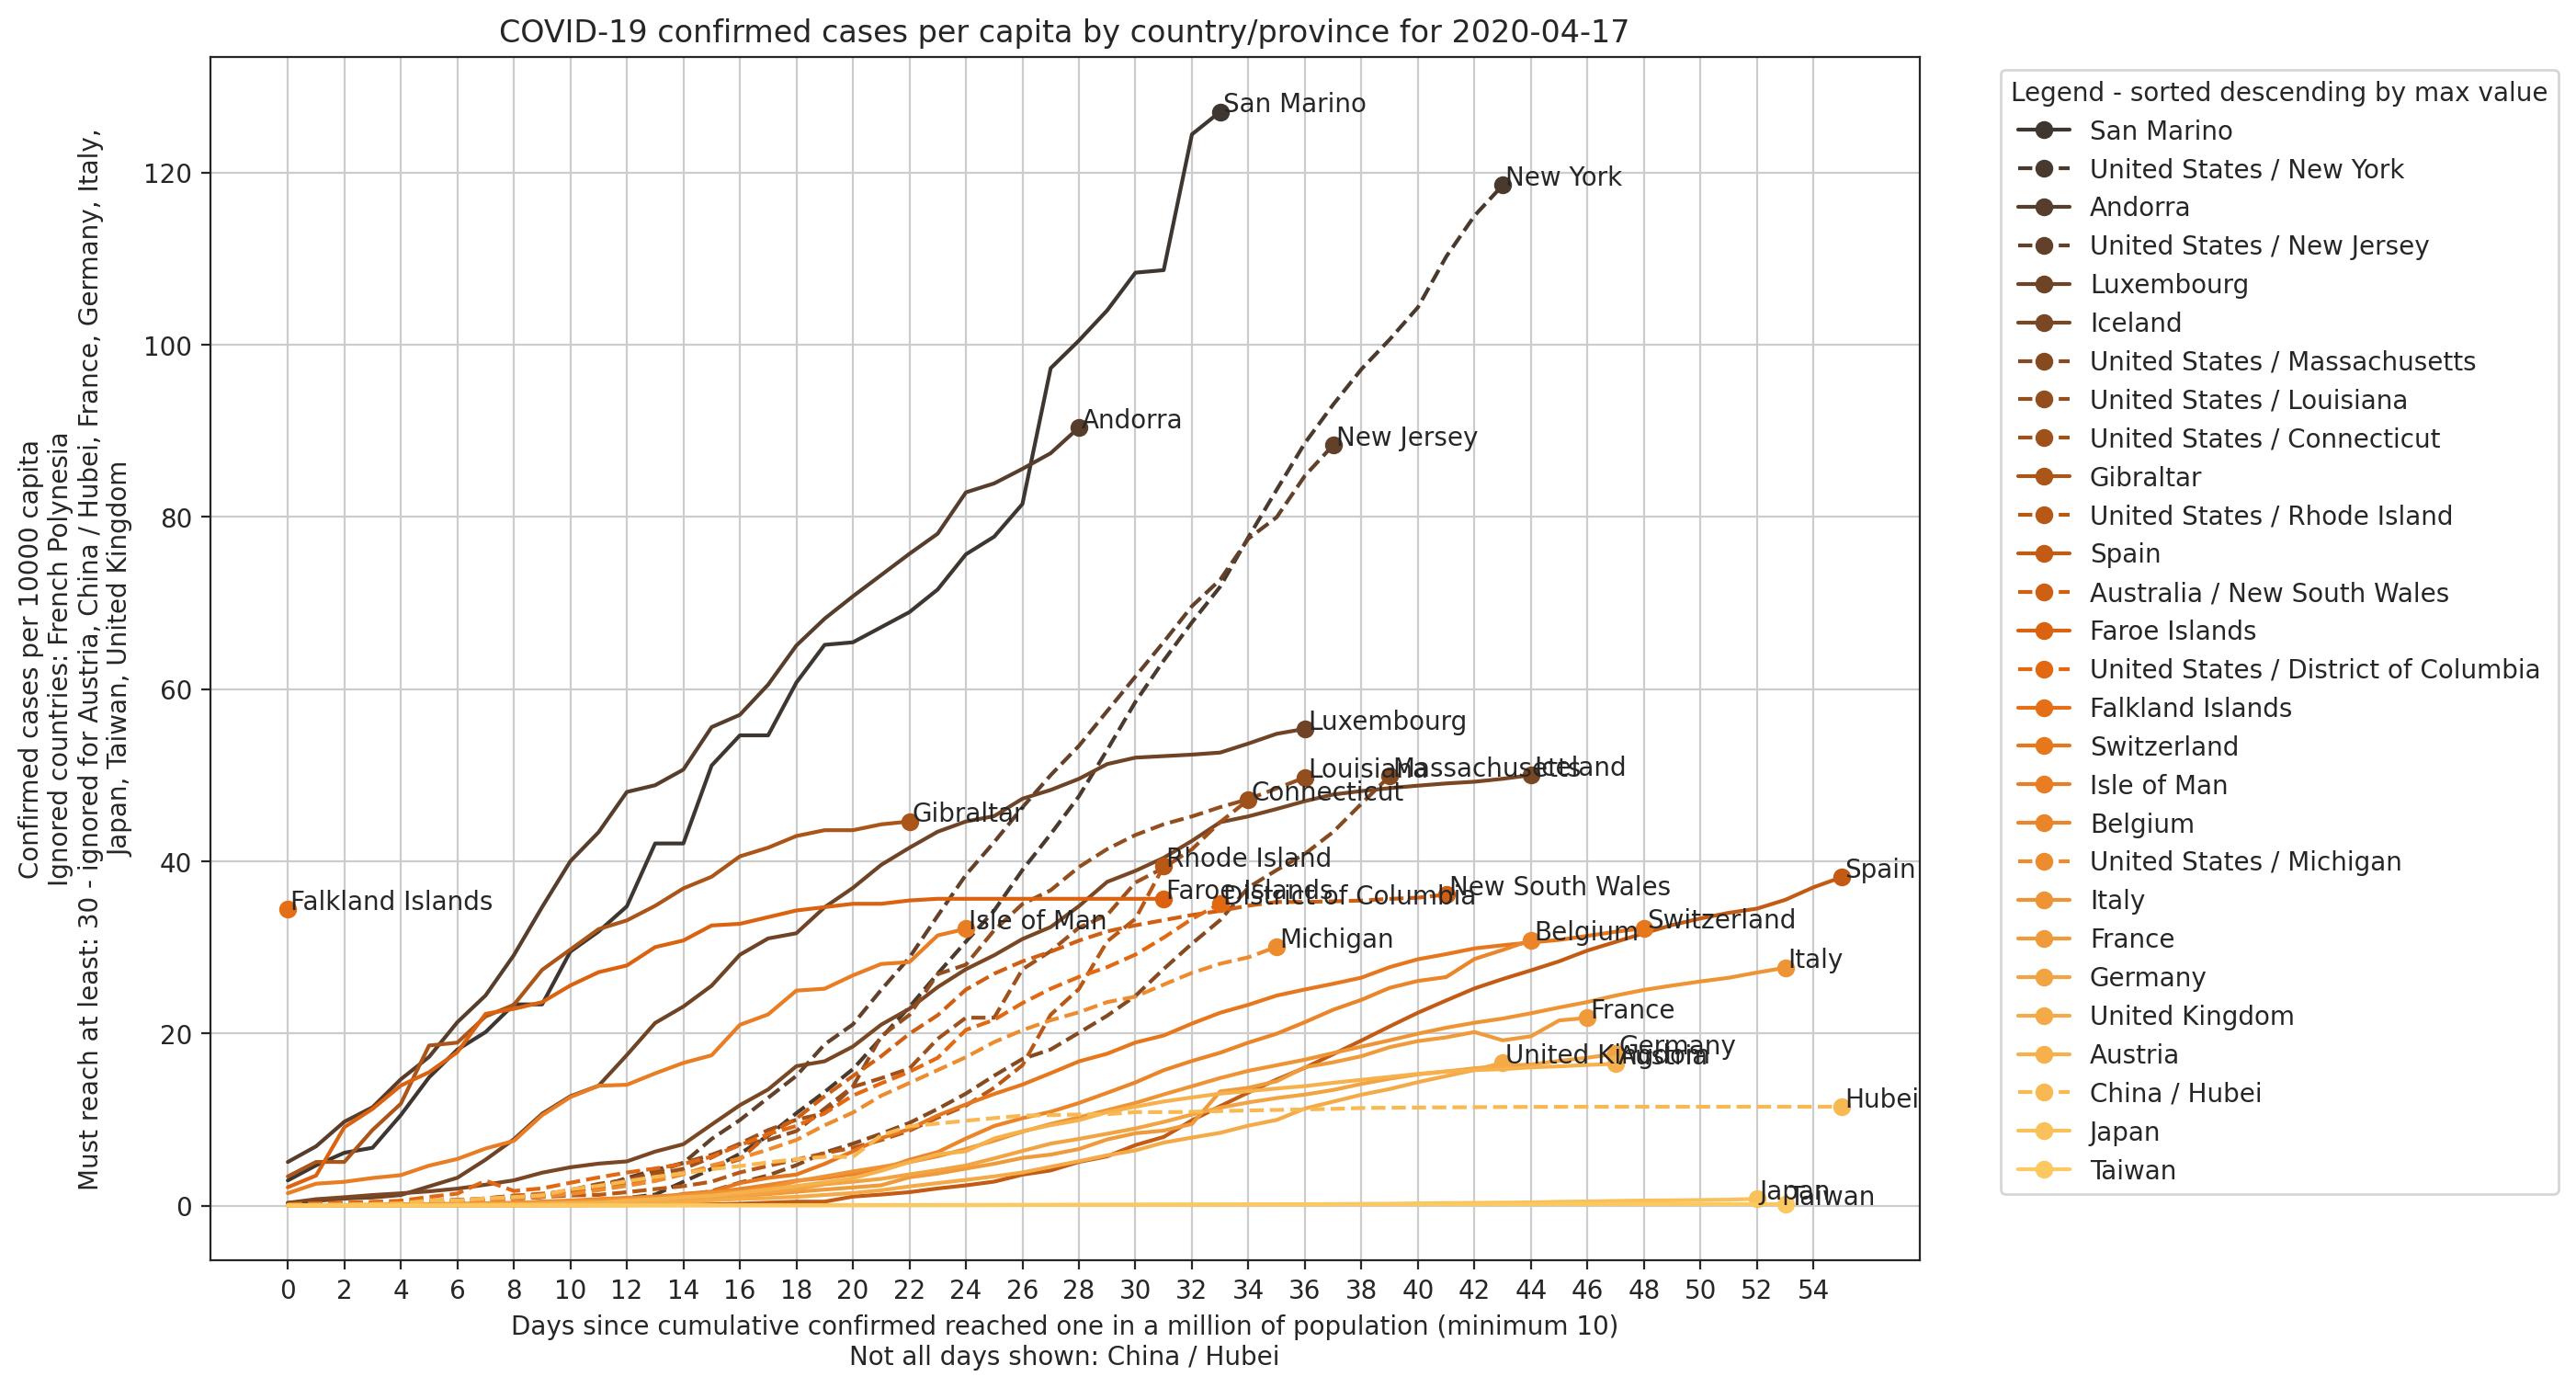 COVID-19 confirmed cases per capita by country/province for 2020-04-17
Confirmed cases per 10000 capita
Ignored countries: French Polynesia
Must reach at least: 30 - ignored for Austria, China / Hubei, France, Germany, Italy,
Japan, Taiwan, United Kingdom
120
100
80
60
40
20
0
San Marino
New York
Andorra
New Jersey
Luxembourg
Louisiana
Massachusetts
Iceland
Connecticut
Gibraltar
Rhode Island
Spain
Faroe Islands
District of Columbia
New South Wales
Falkland Islands
Isle of Man
Belgium
Switzerland
Michigan
Italy
France
Germany
United Kingdom
Austria
Hubei
Japan
Taiwan
0 2 4 6 8 10 12 14 16 18 20 22 24 26 28 30 32 34 36 38 40 42 44 46 48 50 52 54
Days since cumulative confirmed reached one in a million of population (minimum 10)
Not all days shown: China / Hubei
Legend - sorted descending by max value
San Marino
United States / New York
Andorra
United States / New Jersey
Luxembourg
Iceland
United States / Massachusetts
United States / Louisiana
United States / Connecticut
Gibraltar
United States / Rhode Island
Spain
Australia / New South Wales
Faroe Islands
United States / District of Columbia
Falkland Islands
Switzerland
Isle of Man
Belgium
United States / Michigan
Italy
France
Germany
United Kingdom
Austria
China / Hubei
Japan
Taiwan